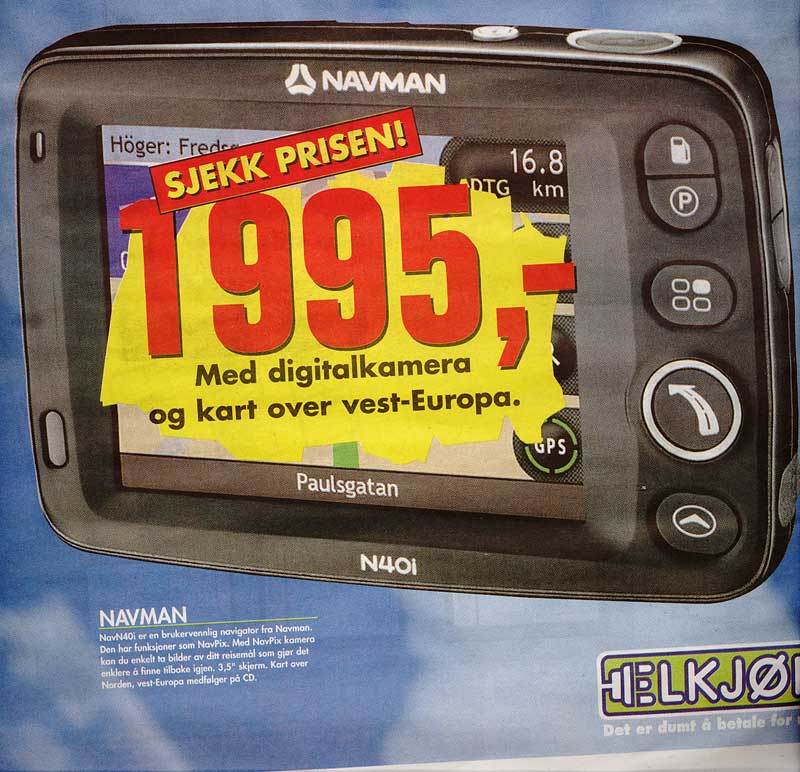 NAVMAN
Höger:
SJEKK PRISEN!
16.8
DTG km
1995,-
Med digitalkamera
og kart over vest-Europa.
GPS
P
Paulsgatan
N40i
NAVMAN
NavN40i er en brukervennlig navigator fra Navman.
Den har funksjoner som NavPix. Med NavPix kamera
kan du enkelt ta bilder av ditt reisemål som gjør det
enklere å finne tilbake igjen. 3,5" skjerm. Kart over
Norden, vest-Europa medfølger på CD.
ELKJØ
Det er dumt å betale for